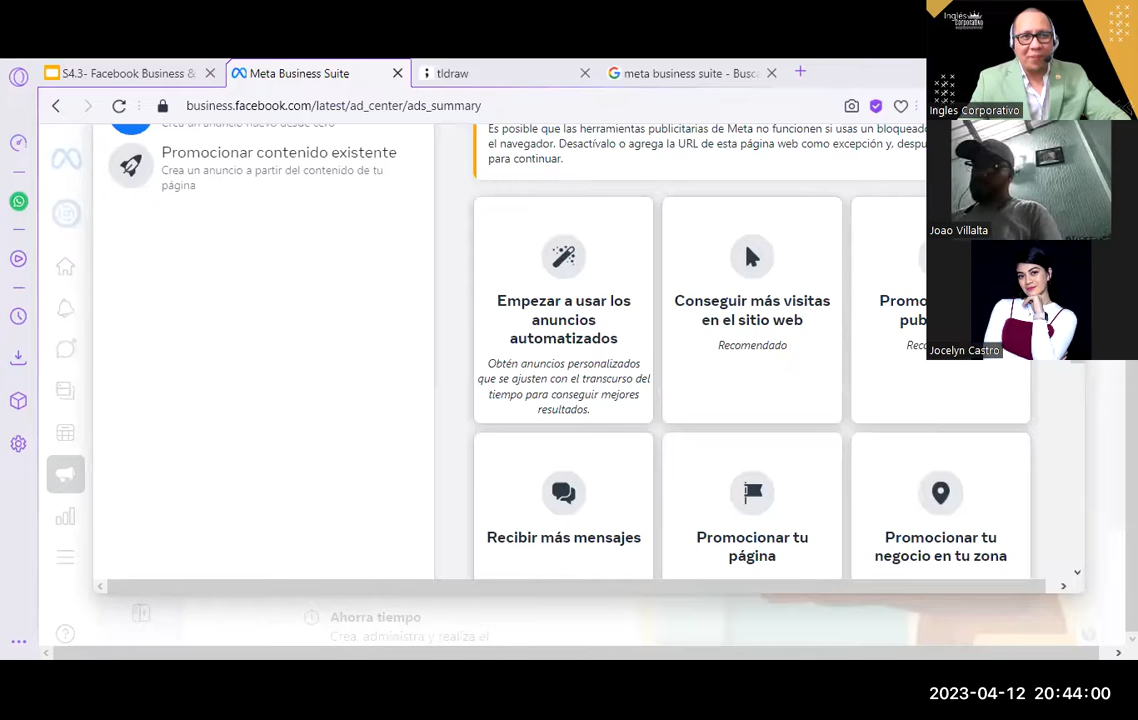 S4.3- Facebook Business &
Meta Business Suite
tldraw
meta business suite - Busca
business.facebook.com/latest/ad_center/ads_summary
Promocionar contenido existente
Crea un anuncio a partir del contenido de tu
página
Es posible que las herramientas publicitarias de Meta no funcionen si usas un bloqueado
el navegador. Desactívalo o agrega la URL de esta página web como excepción y, despu
para continuar.
Empezar a usar los
anuncios
automatizados
Obtén anuncios personalizados
que se ajusten con el transcurso del
tiempo para conseguir mejores
resultados.
Conseguir más visitas
en el sitio web
Recomendado
Promo
pub
Reco
Recibir más mensajes
Promocionar tu
página
Promocionar tu
negocio en tu zona
Ahorra tiempo
Crea, administra y realiza el
Inglés
Corporativo
Ingles Corporativo
Joao Villalta
Jocelyn Castro
2023-04-12 20:44:00